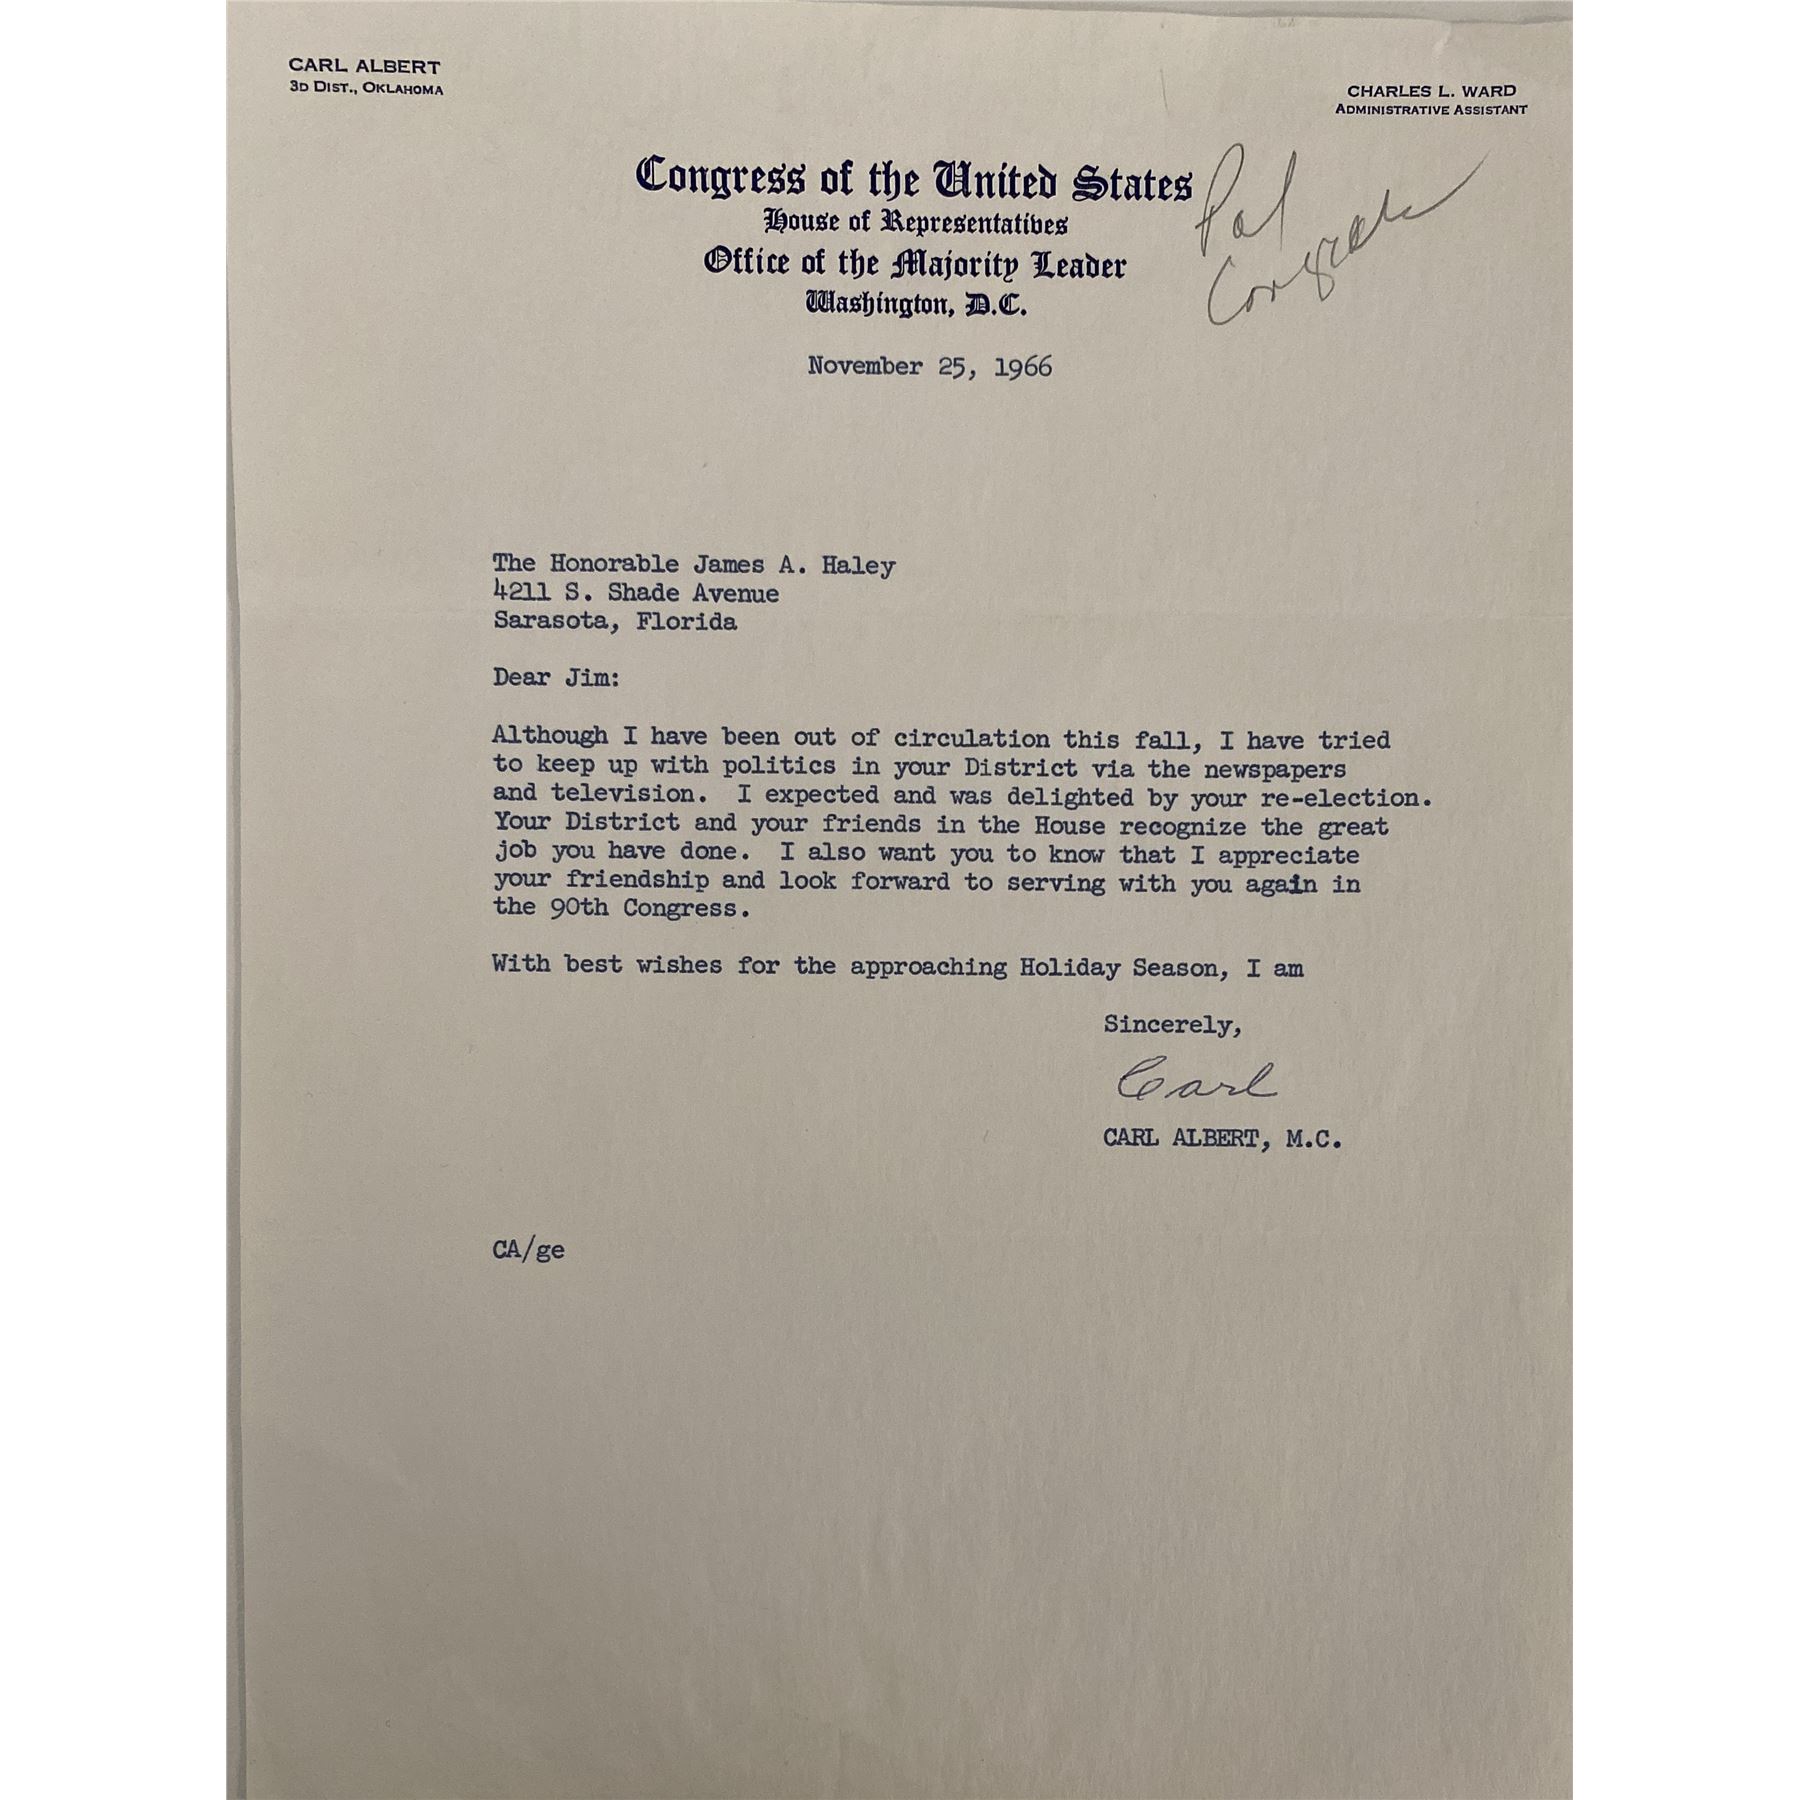 CARL ALBERT
3D DIST., OKLAHOMA
CHARLES L. WARD
ADMINISTRATIVE ASSISTANT
Congress of the United States
House of Representatives
Office of the Majority Leader
Washington, D.C.
Pol
Congrats
November 25, 1966
The Honorable James A. Haley
4211 S. Shade Avenue
Sarasota, Florida
Dear Jim:
Although I have been out of circulation this fall, I have tried
to keep up with politics in your District via the newspapers
and television. I expected and was delighted by your re-election.
Your District and your friends in the House recognize the great
job you have done. I also want you to know that I appreciate
your friendship and look forward to serving with you again in
the 90th Congress.
With best wishes for the approaching Holiday Season, I am
Sincerely,
Carl
CARL ALBERT, M.C.
CA/ge